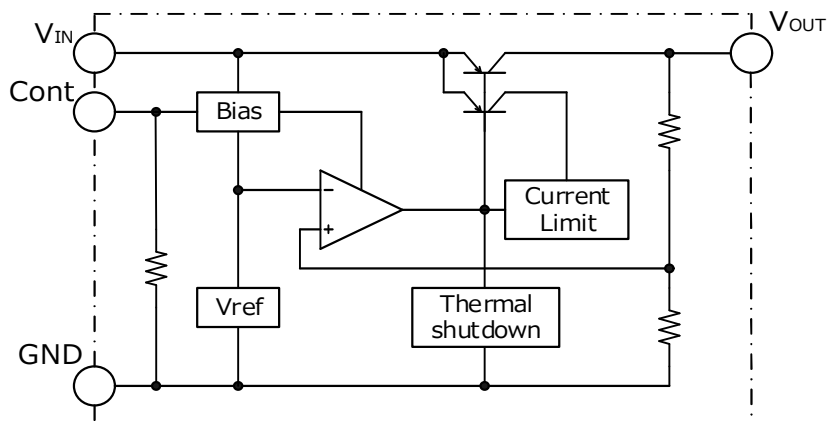 VIN
VOUT
Cont
Bias
−
+
Current
Limit
Vref
Thermal
shutdown
GND